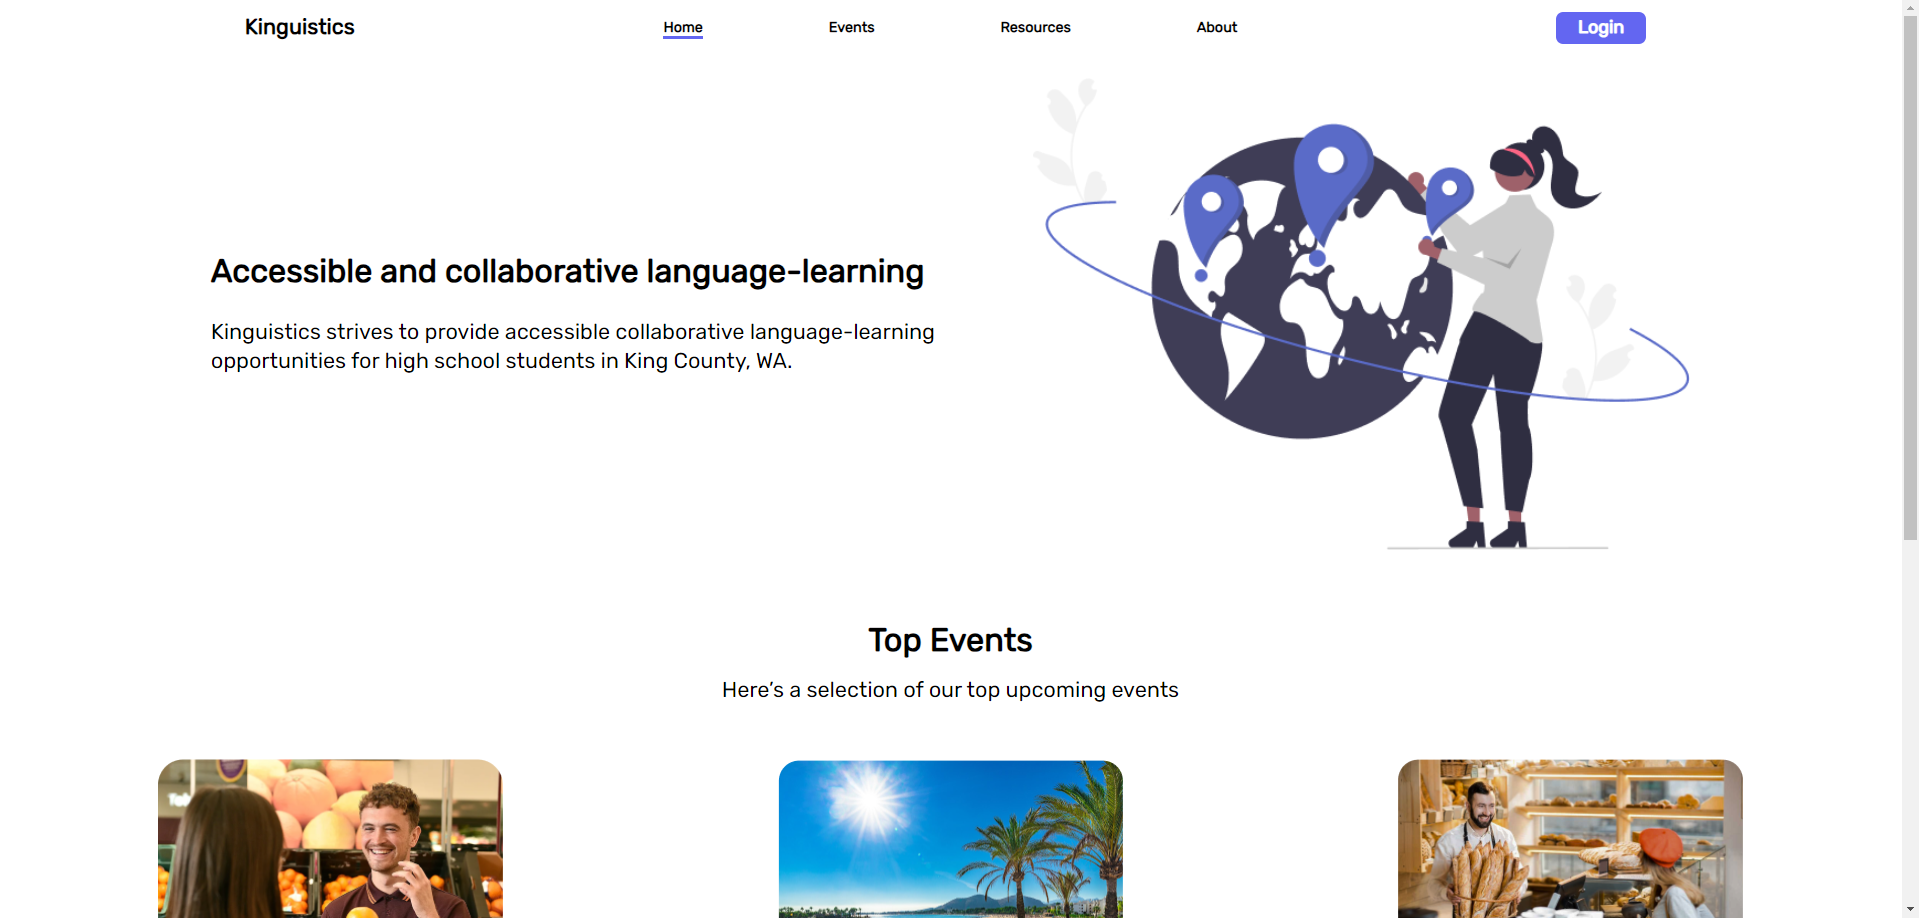 Kinguistics
Home
Events
Resources
About
Login
Accessible and collaborative language-learning
Kinguistics strives to provide accessible collaborative language-learning
opportunities for high school students in King County, WA.
Top Events
Here's a selection of our top upcoming events